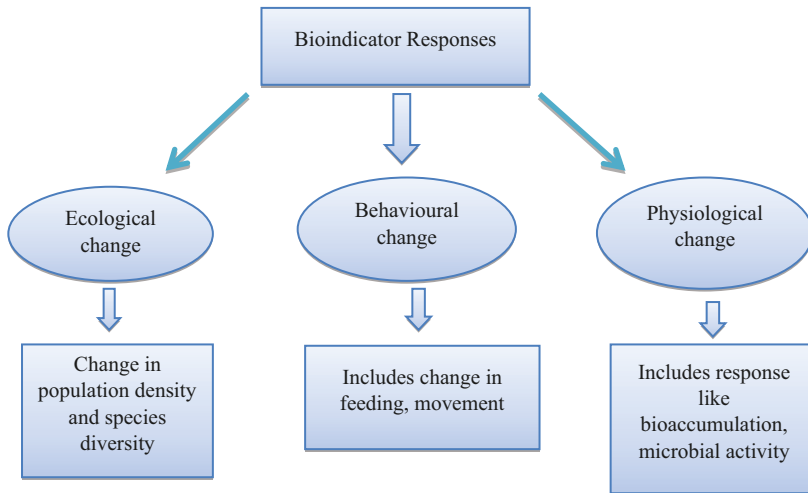 Bioindicator Responses
Ecological
change
Behavioural
change
Physiological
change
Change in
population density
and species
diversity
Includes change in
feeding, movement
Includes response
like
bioaccumulation,
microbial activity